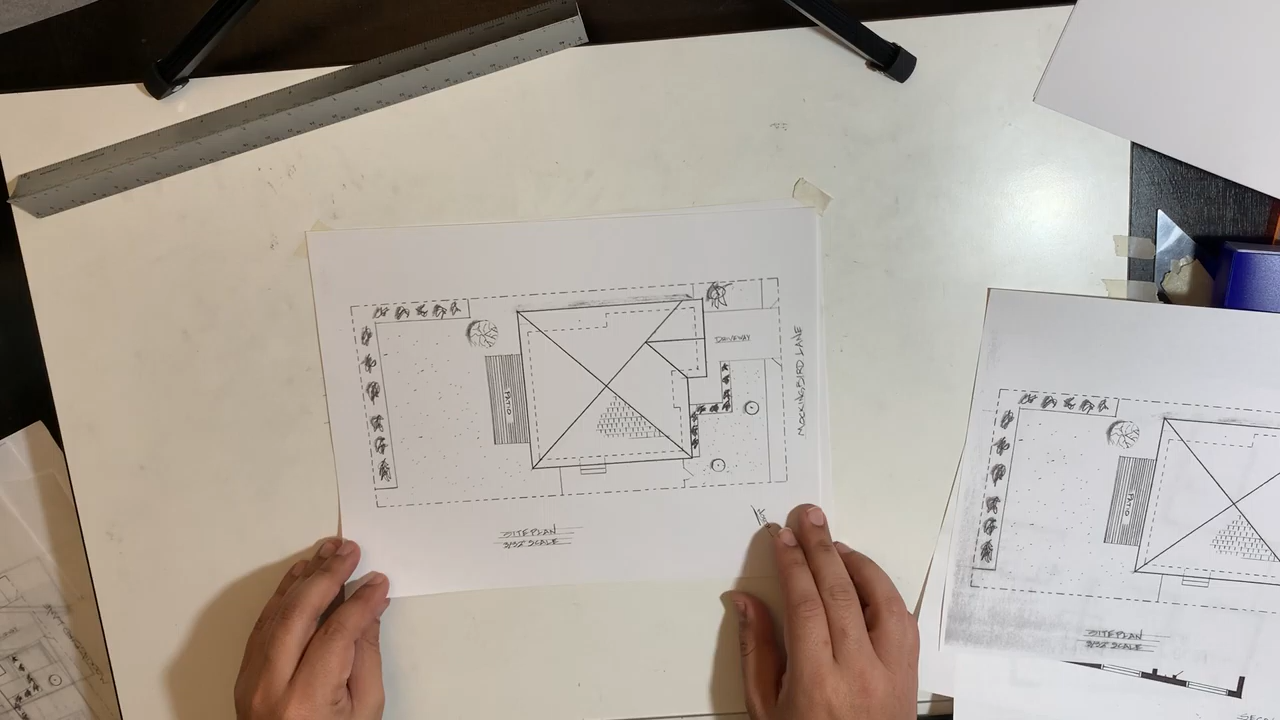 DRIVEWAY
PATIO
MOCKINGBIRD LANE
SITE PLAN
3/32 SCALE
PATIO
SITE PLAN
3/32 SCALE